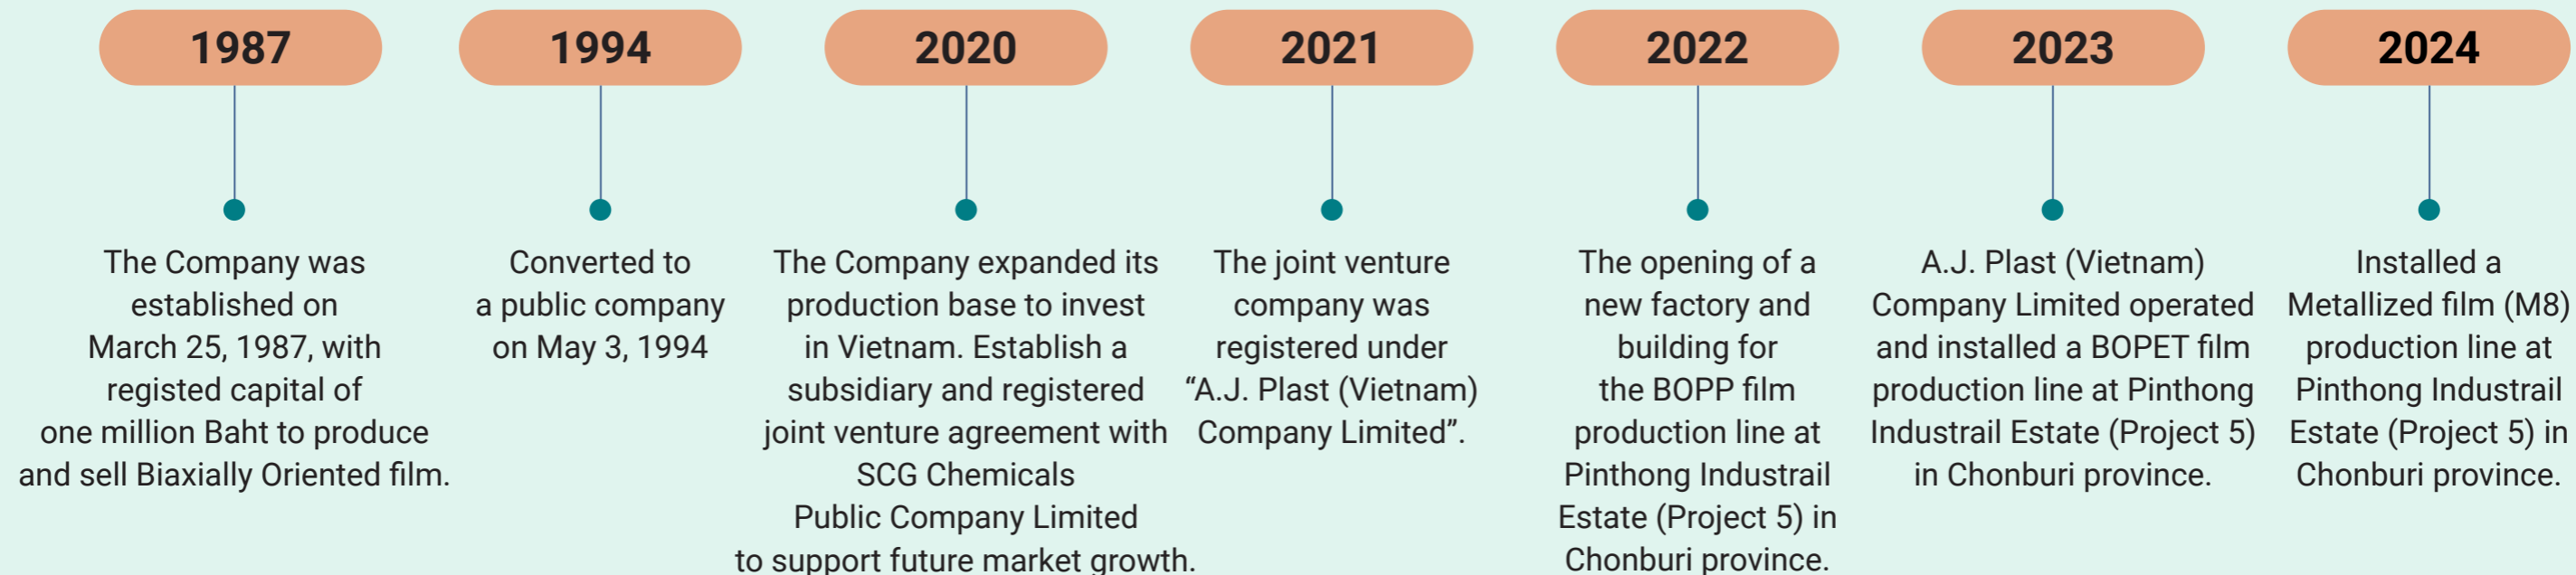 1987
The Company was
established on
March 25, 1987, with
registed capital of
one million Baht to produce
and sell Biaxially Oriented film.
1994
Converted to
a public company
on May 3, 1994
2020
The Company expanded its
production base to invest
in Vietnam. Establish a
subsidiary and registered
joint venture agreement with
SCG Chemicals
Public Company Limited
to support future market growth.
2021
The joint venture
company was
registered under
“A.J. Plast (Vietnam)
Company Limited”.
2022
The opening of a
new factory and
building for
the BOPP film
production line at
Pinthong Industrail
Estate (Project 5) in
Chonburi province.
2023
A.J. Plast (Vietnam)
Company Limited operated
and installed a BOPET film
production line at Pinthong
Industrail Estate (Project 5)
in Chonburi province.
2024
Installed a
Metallized film (M8)
production line at
Pinthong Industrail
Estate (Project 5) in
Chonburi province.